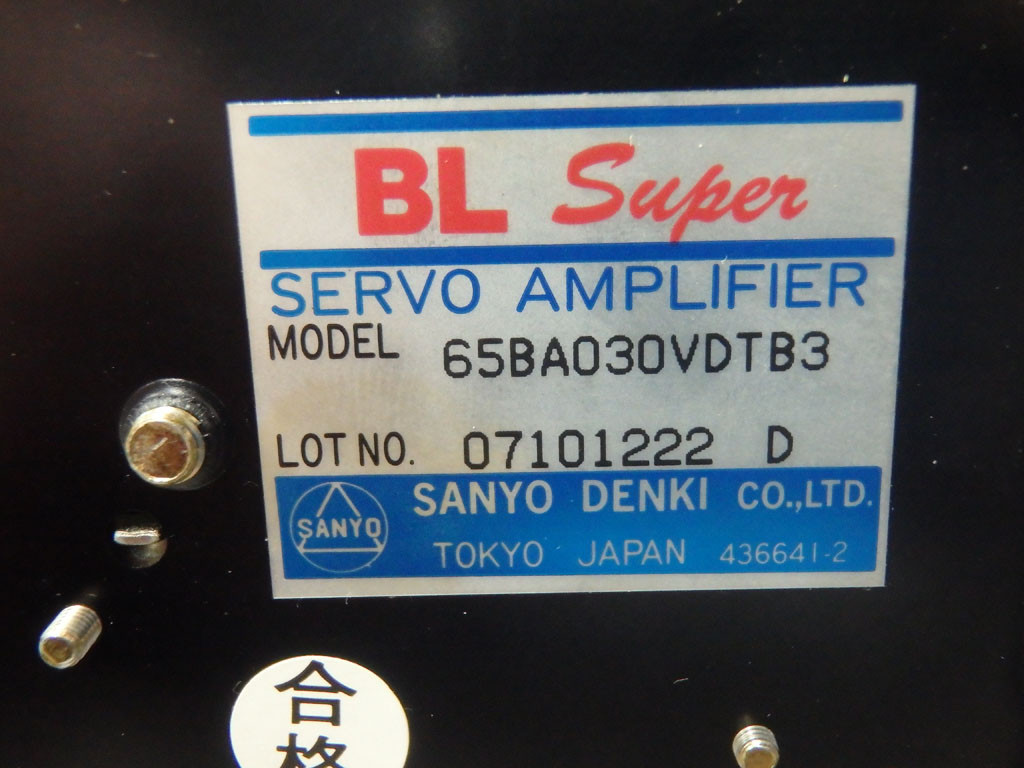 BL Super
SERVO AMPLIFIER
MODEL 65BA030VDTB3
LOT NO. 07101222 D
SANYO
SANYO DENKI CO.,LTD.
TOKYO JAPAN 436641-2
合
格